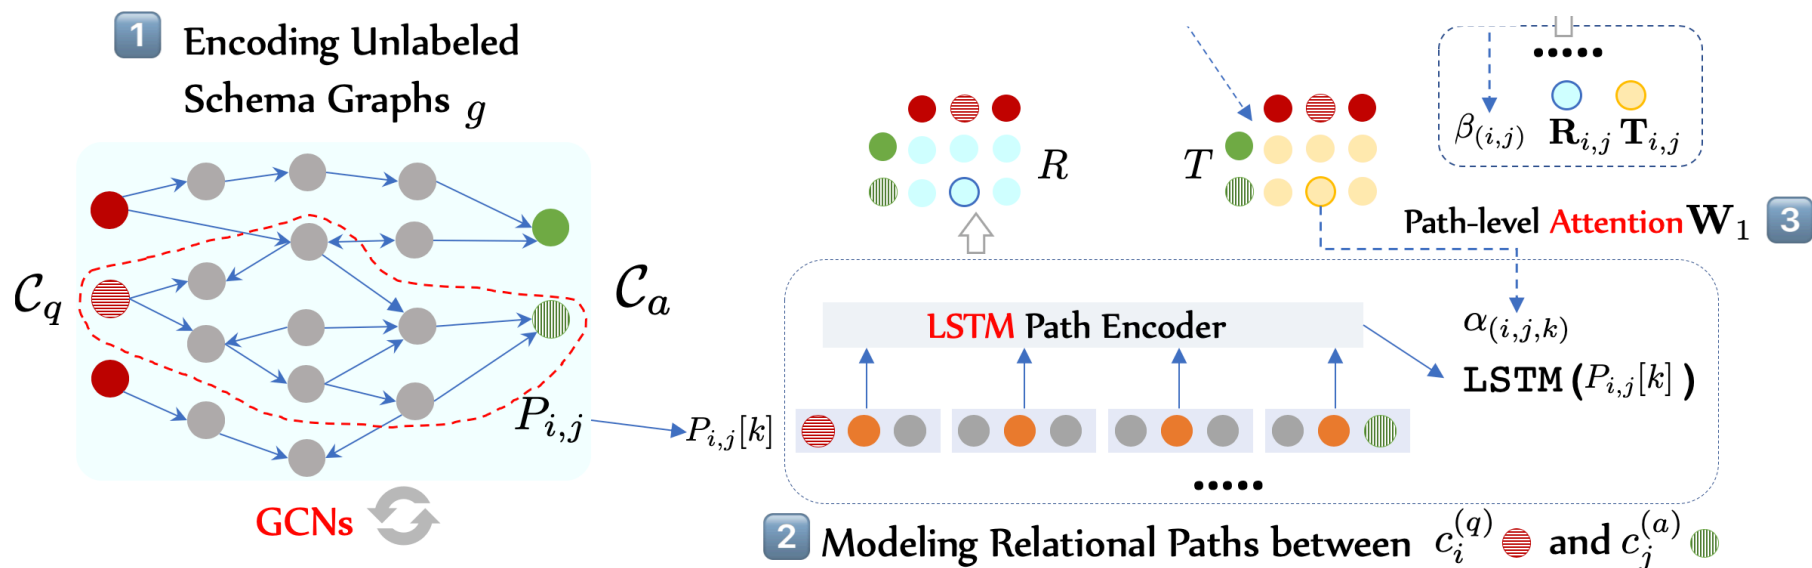 1 Encoding Unlabeled
Schema Graphs g
C_q
C_a
P_{i,j}
GCNs
R
T
β_{(i,j)} R_{i,j} T_{i,j}
Path-level Attention W_1 3
LSTM Path Encoder
α_{(i,j,k)}
LSTM(P_{i,j}[k])
P_{i,j}[k]
2 Modeling Relational Paths between c_i^{(q)} and c_j^{(a)}